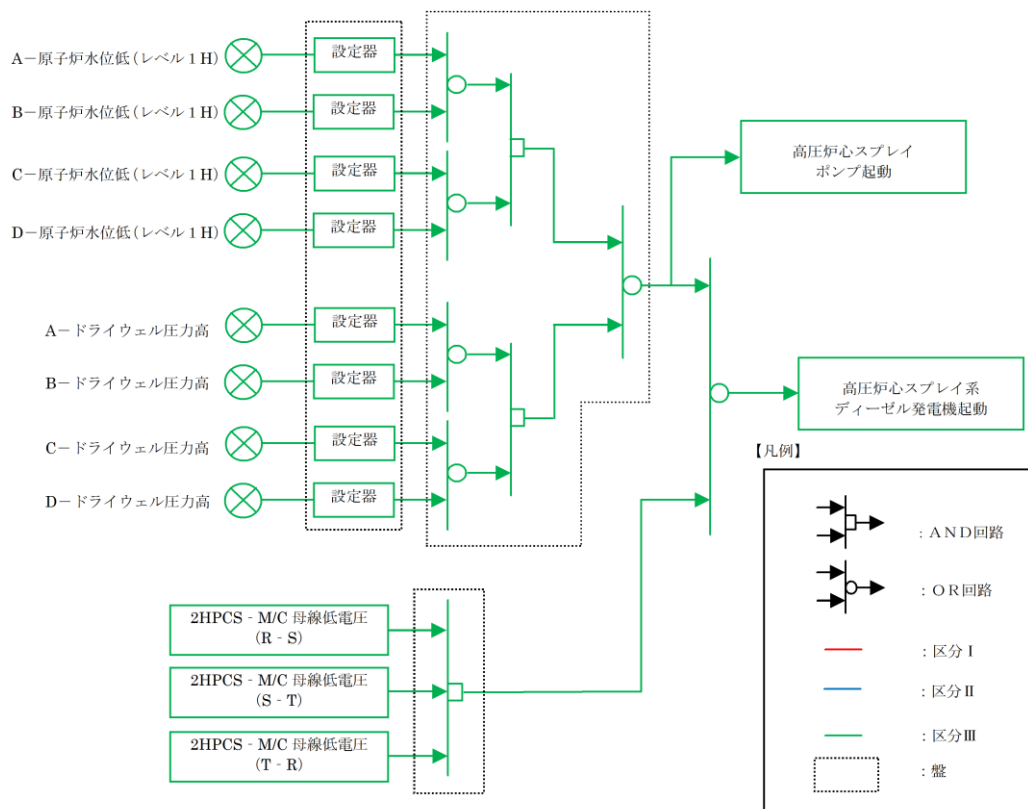 A－原子炉水位低（レベル１H）
設定器
B－原子炉水位低（レベル１H）
設定器
C－原子炉水位低（レベル１H）
設定器
D－原子炉水位低（レベル１H）
設定器
A－ドライウェル圧力高
設定器
B－ドライウェル圧力高
設定器
C－ドライウェル圧力高
設定器
D－ドライウェル圧力高
設定器
2HPCS - M/C 母線低電圧
（R - S）
2HPCS - M/C 母線低電圧
（S - T）
2HPCS - M/C 母線低電圧
（T - R）
高圧炉心スプレイ
ポンプ起動
高圧炉心スプレイ系
ディーゼル発電機起動
【凡例】
：ＡＮＤ回路
：ＯＲ回路
：区分Ⅰ
：区分Ⅱ
：区分Ⅲ
：盤